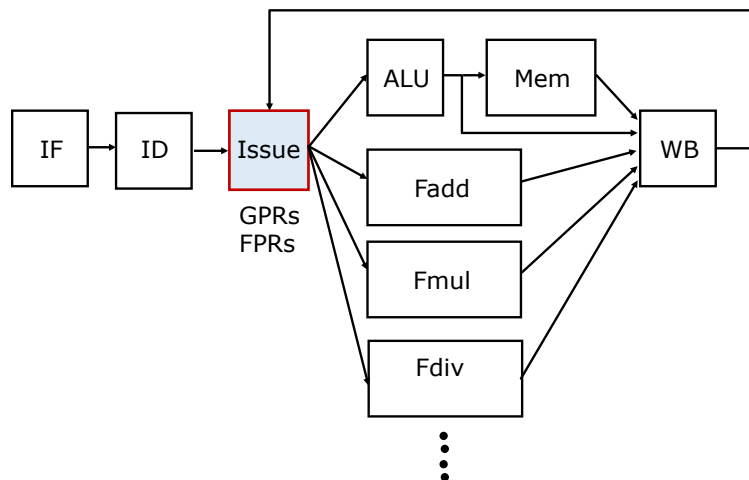 ALU
Mem
IF
ID
Issue
WB
GPRs
FPRs
Fadd
Fmul
Fdiv